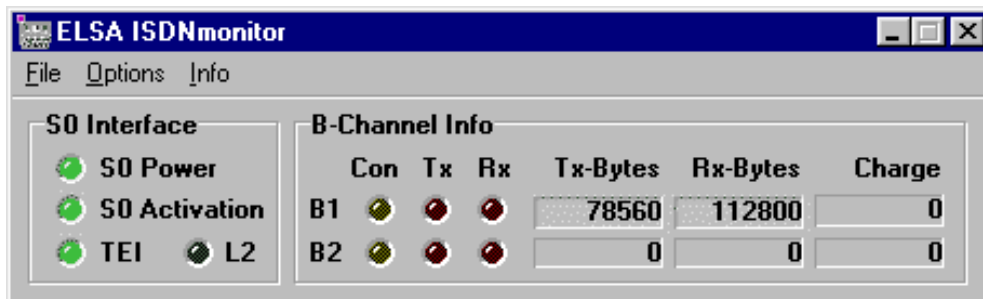 ELSA ISDNmonitor
File Options Info
S0 Interface
S0 Power
S0 Activation
TEI L2
B-Channel Info
Con Tx Rx Tx-Bytes Rx-Bytes Charge
B1 78560 112800 0
B2 0 0 0